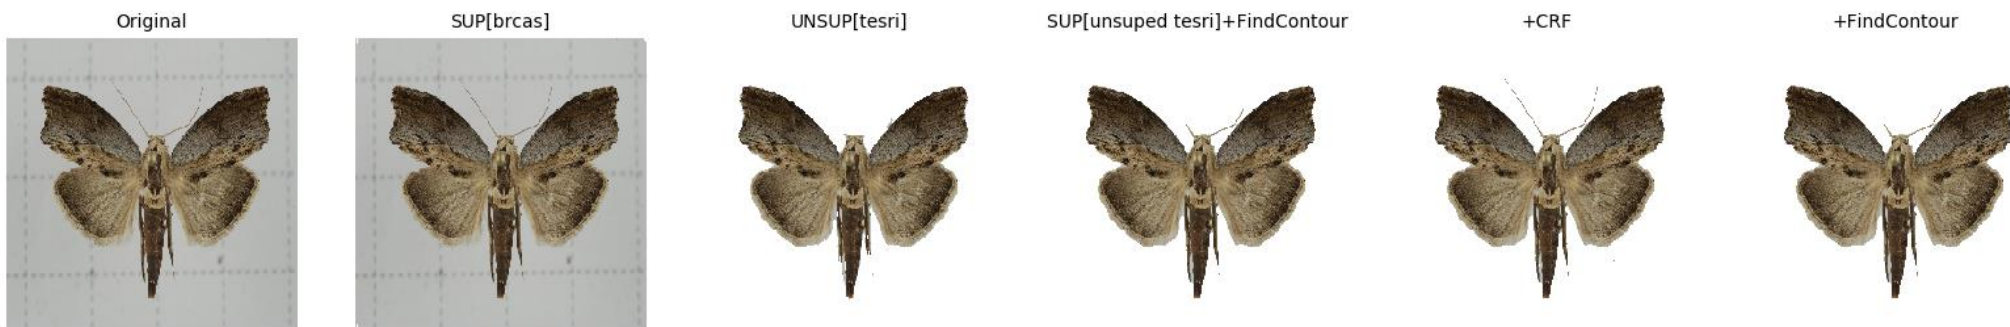 Original
SUP[brcas]
UNSUP[tesri]
SUP[unsuped tesri]+FindContour
+CRF
+FindContour